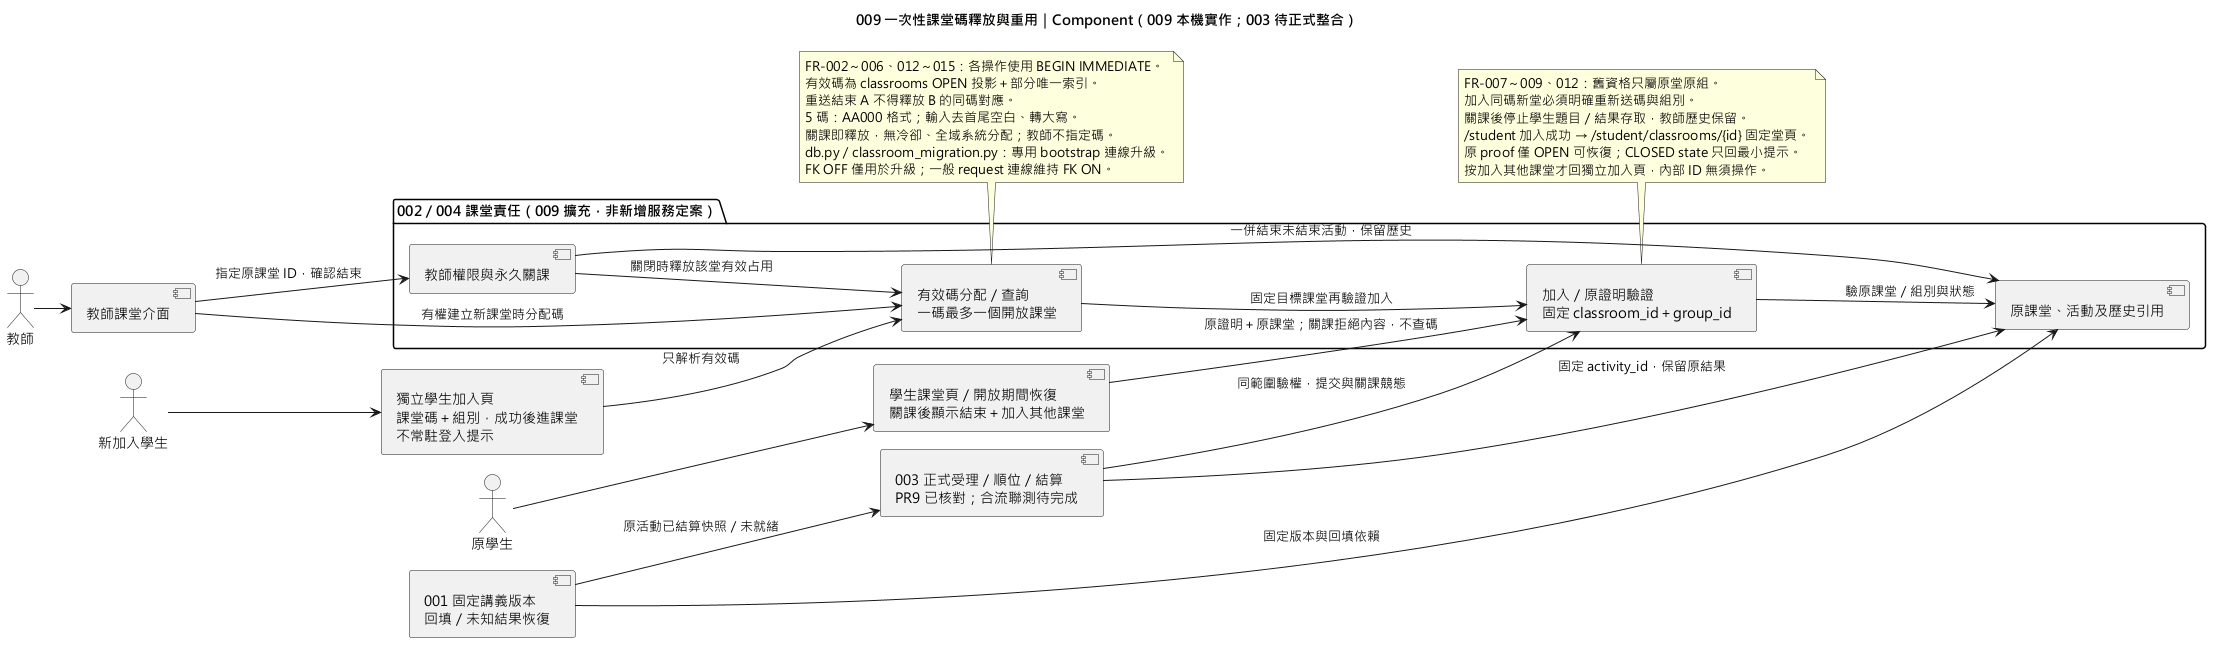 009 一次性課堂碼釋放與重用 | Component ( 009 本機實作；003 待正式整合 )
FR-002～006、012～015：各操作使用 BEGIN IMMEDIATE。
有效碼為 classrooms OPEN 投影＋部分唯一索引。
重送結束 A 不得釋放 B 的同碼對應。
5 碼：AA000 格式；輸入去首尾空白、轉大寫。
關課即釋放，無冷卻、全域系統分配；教師不指定碼。
db.py / classroom_migration.py：專用 bootstrap 連線升級。
FK OFF 僅用於升級；一般 request 連線維持 FK ON。
FR-007～009、012：舊資格只屬原堂原組。
加入同碼新堂必須明確重新送碼與組別。
關課後停止學生題目 / 結果存取，教師歷史保留。
/student 加入成功 → /student/classrooms/{id} 固定堂頁。
原 proof 僅 OPEN 可恢復；CLOSED state 只回最小提示。
按加入其他課堂才回獨立加入頁，內部 ID 無須操作。
002 / 004 課堂責任 ( 009 擴充，非新增服務定案 )
一併結束未結束活動，保留歷史
教師權限與永久關課
指定原課堂 ID，確認結束
關閉時釋放該堂有效占用
教師
教師課堂介面
有權建立新課堂時分配碼
有效碼分配 / 查詢
一碼最多一個開放課堂
固定目標課堂再驗證加入
加入 / 原證明驗證
固定 classroom_id + group_id
驗原課堂 / 組別與狀態
原課堂、活動及歷史引用
原證明 + 原課堂；關課拒絕內容，不查碼
只解析有效碼
新加入學生
獨立學生加入頁
課堂碼 + 組別，成功後進課堂
不常駐登入提示
學生課堂頁 / 開放期間恢復
關課後顯示結束 + 加入其他課堂
同範圍驗權，提交與關課競態
固定 activity_id，保留原結果
003 正式受理 / 順位 / 結算
PR9 已核對；合流聯測待完成
原學生
原活動已結算快照 / 未就緒
固定版本與回填依賴
001 固定講義版本
回填 / 未知結果恢復